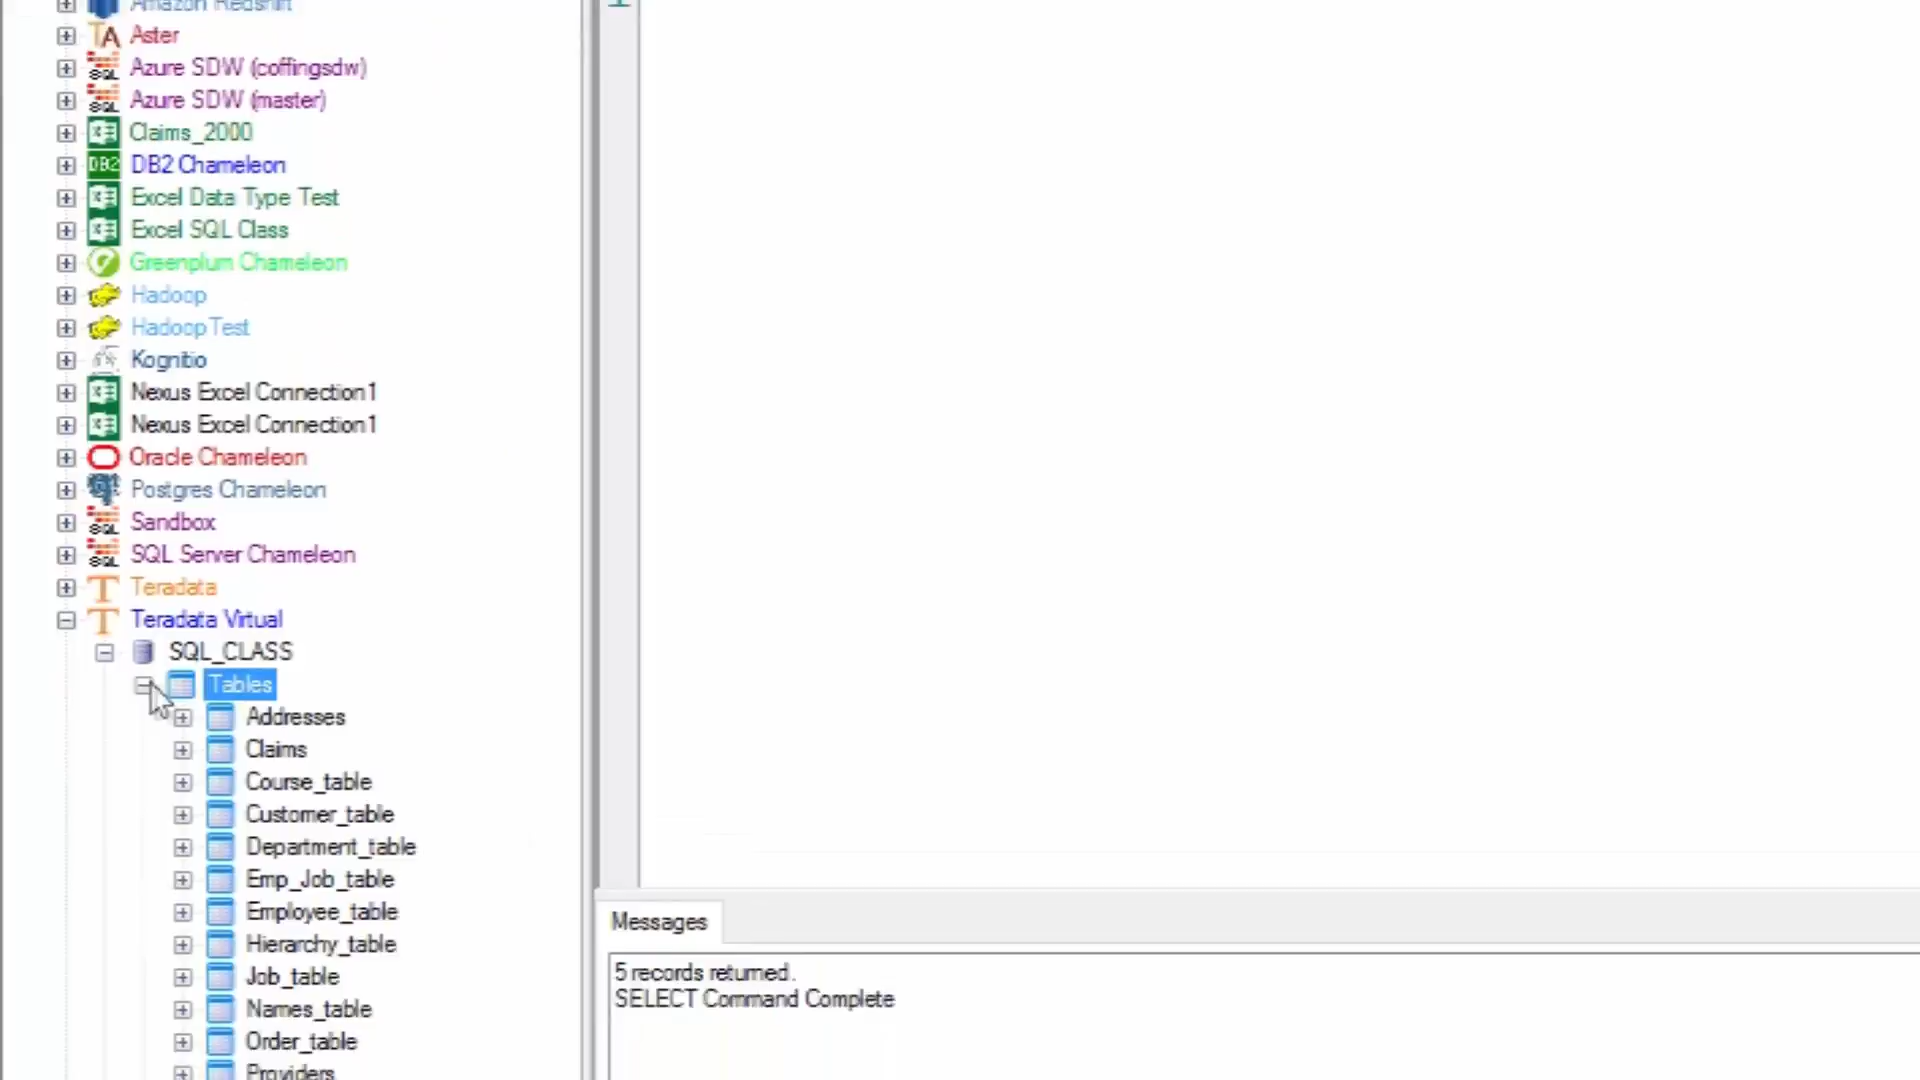 Amazon Redshift
Aster
Azure SDW (coffingsdw)
Azure SDW (master)
Claims_2000
DB2 Chameleon
Excel Data Type Test
Excel SQL Class
Greenplum Chameleon
Hadoop
Hadoop Test
Kognitio
Nexus Excel Connection1
Nexus Excel Connection1
Oracle Chameleon
Postgres Chameleon
Sandbox
SQL Server Chameleon
Teradata
Teradata Virtual
SQL_CLASS
Tables
Addresses
Claims
Course_table
Customer_table
Department_table
Emp_Job_table
Employee_table
Hierarchy_table
Job_table
Names_table
Order_table
Providers
1
Messages
5 records returned.
SELECT Command Complete